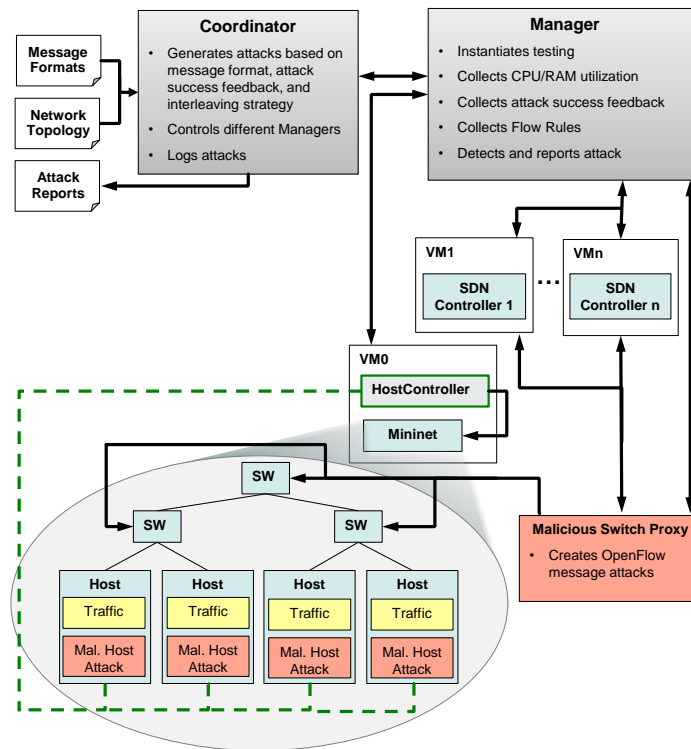 Message
Formats
Network
Topology
Attack
Reports
Coordinator
• Generates attacks based on
message format, attack
success feedback, and
interleaving strategy
• Controls different Managers
• Logs attacks
Manager
• Instantiates testing
• Collects CPU/RAM utilization
• Collects attack success feedback
• Collects Flow Rules
• Detects and reports attack
VM1
SDN
Controller 1
...
VMn
SDN
Controller n
VM0
HostController
Mininet
SW
SW
SW
Malicious Switch Proxy
• Creates OpenFlow
message attacks
Host
Traffic
Mal. Host
Attack
Host
Traffic
Mal. Host
Attack
Host
Traffic
Mal. Host
Attack
Host
Traffic
Mal. Host
Attack